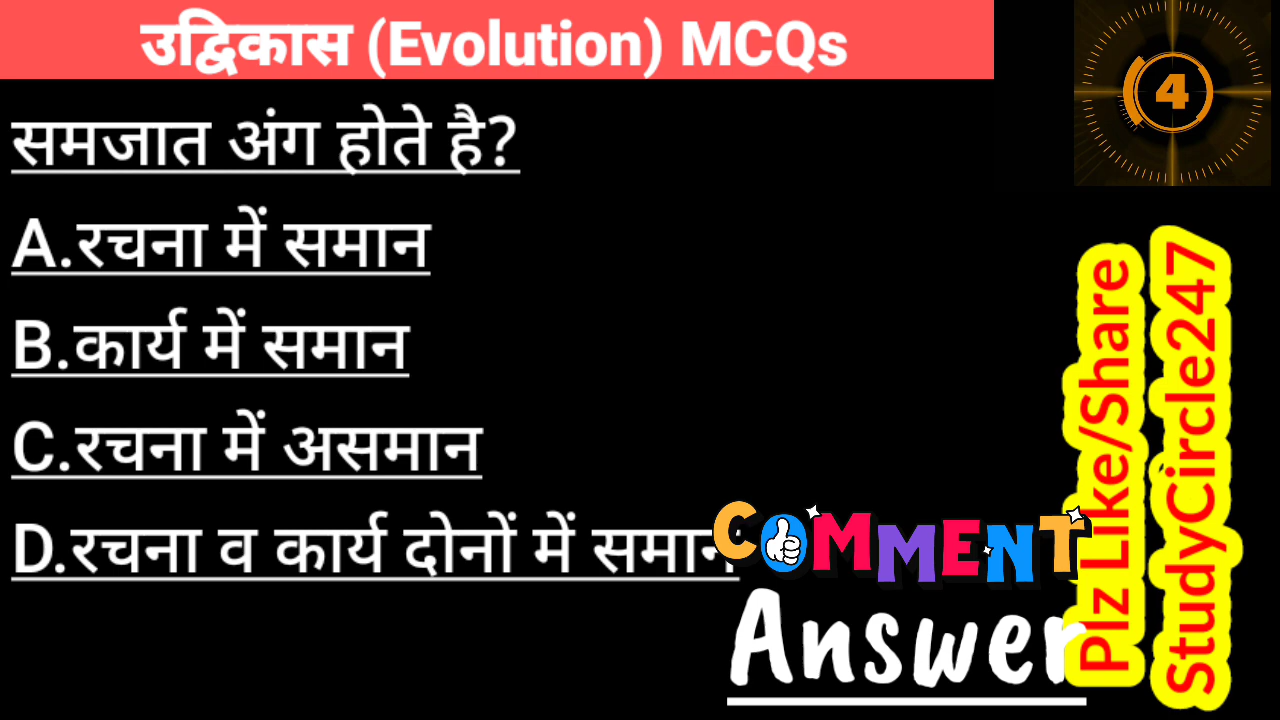 उद्विकास (Evolution) MCQs
4
समजात अंग होते है?
A.रचना में समान
B.कार्य में समान
C.रचना में असमान
D.रचना व कार्य दोनों में समान
COMMENT
Answer
Plz Like/Share
StudyCircle247